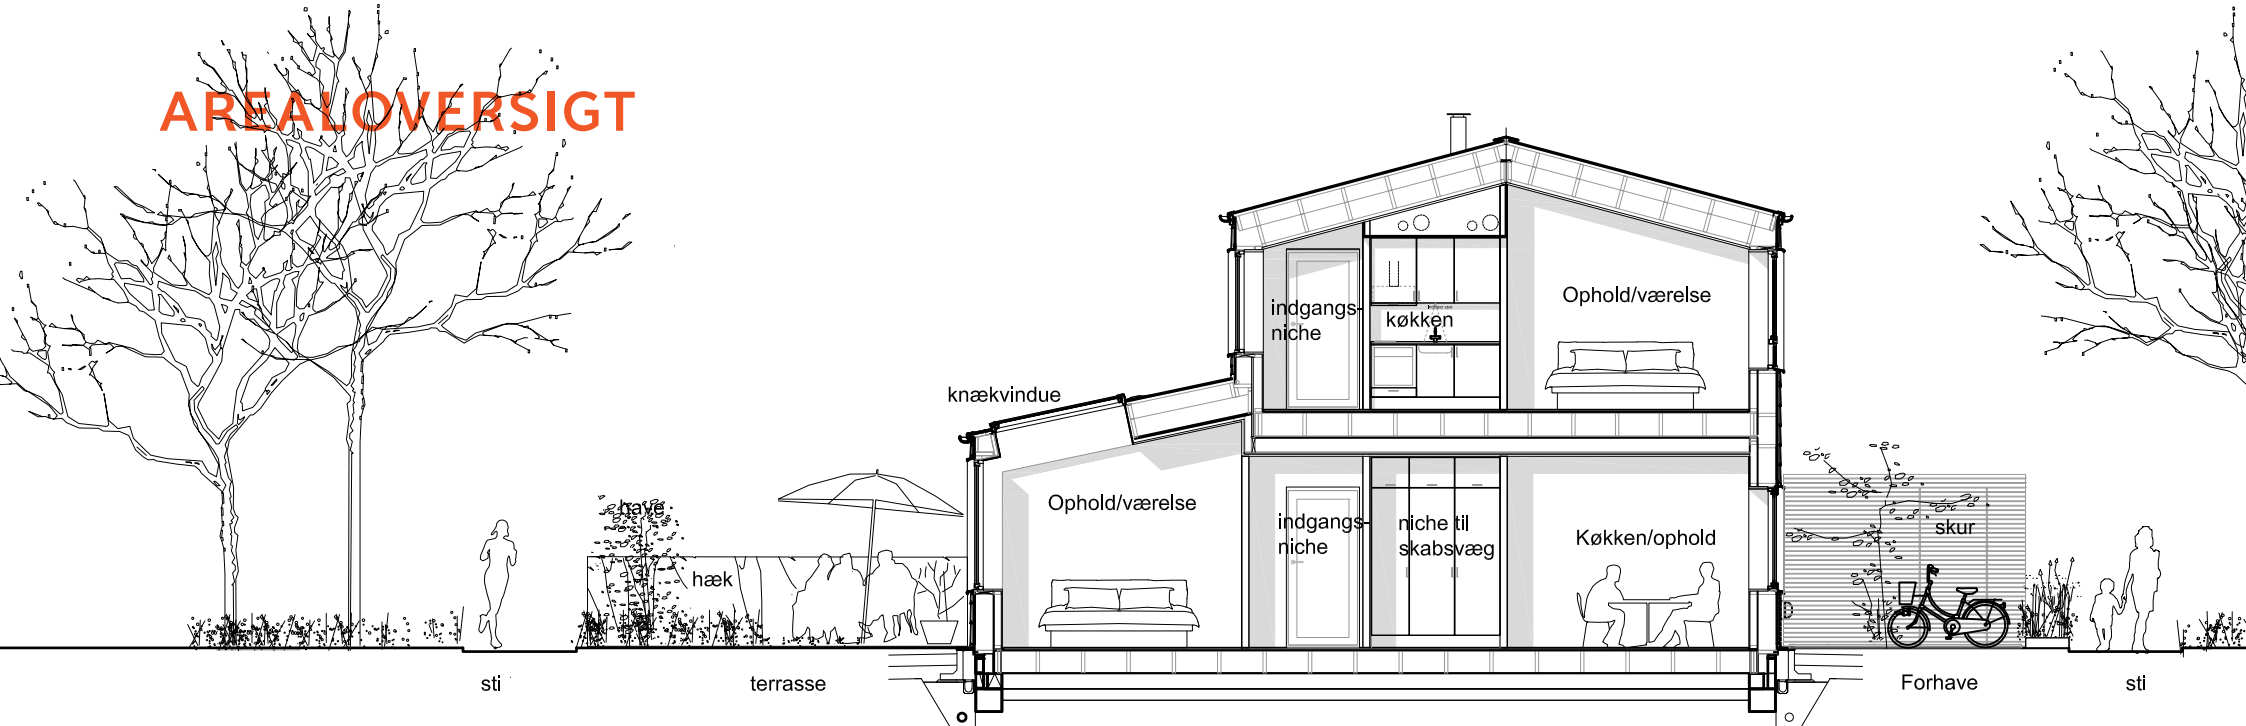 AREALOVERSIGT
indgangs-
niche
køkken
Ophold/værelse
knækvindue
have
hæk
Ophold/værelse
indgangs-
niche
niche til
skabsvæg
Køkken/ophold
skur
sti
terrasse
Forhave
sti